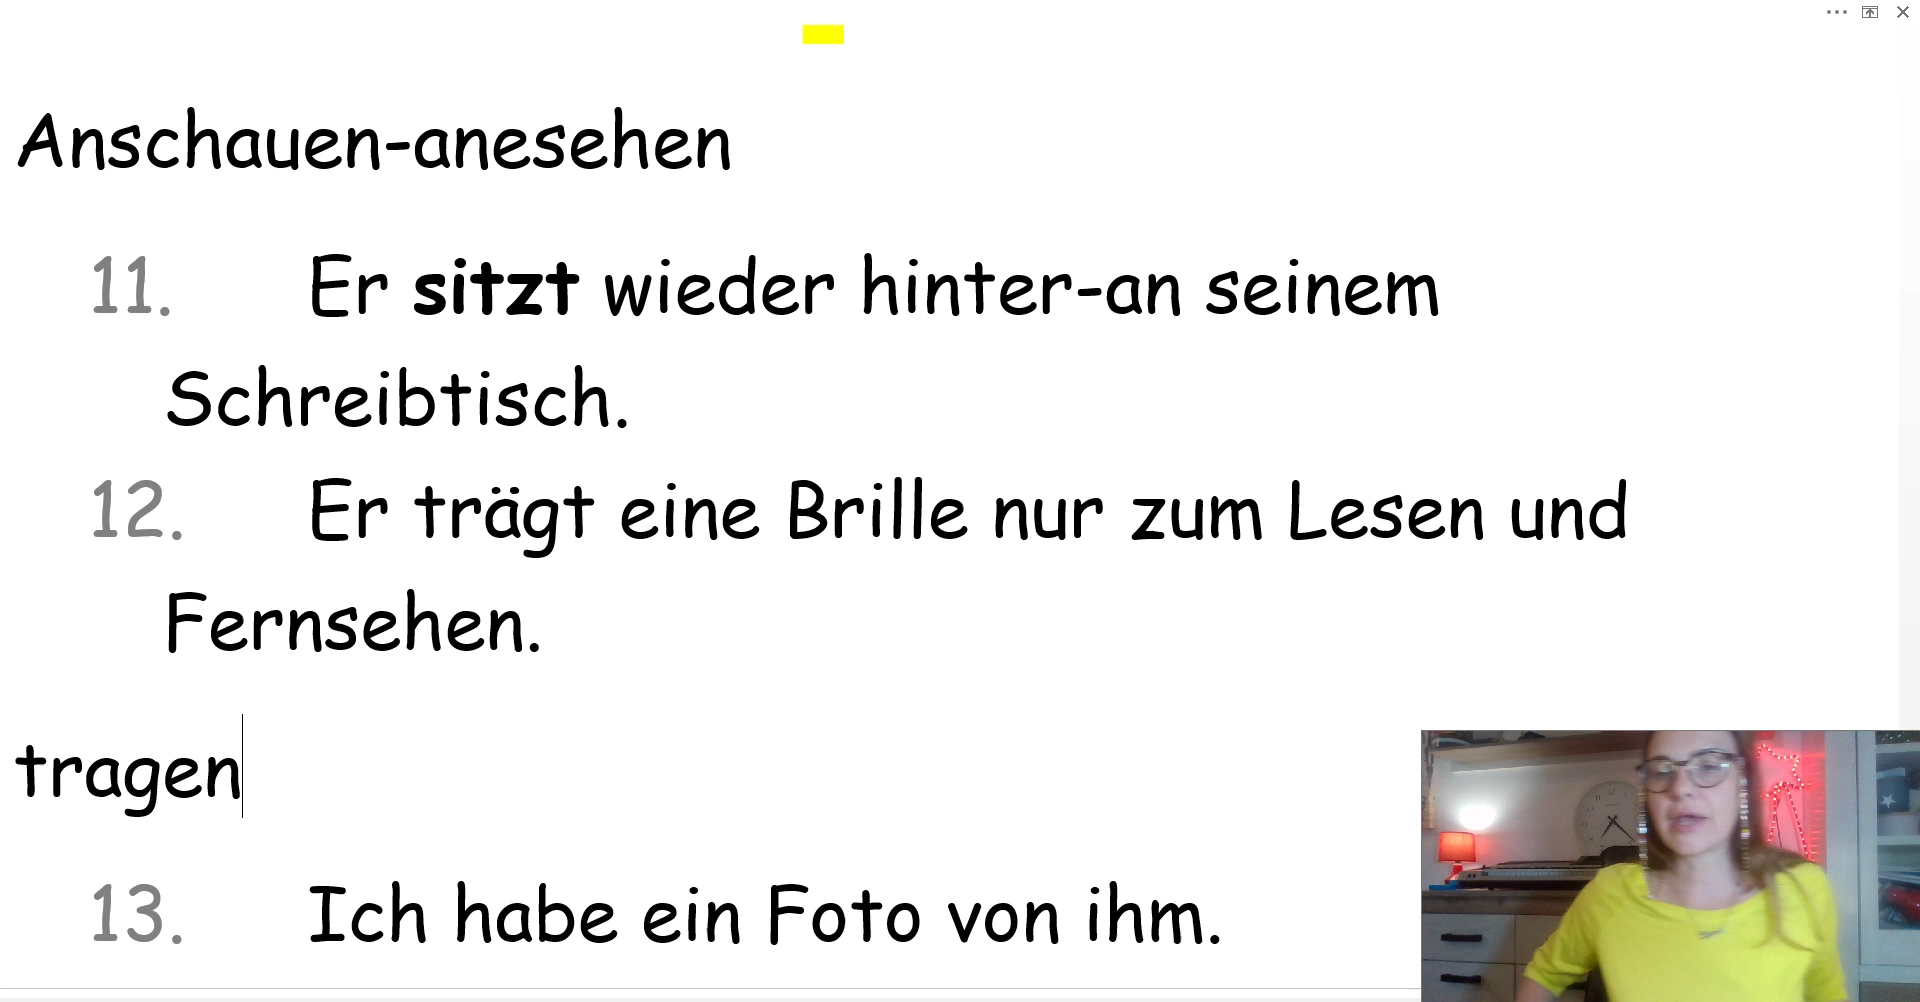 Anschauen-anesehen
11. Er sitzt wieder hinter-an seinem
Schreibtisch.
12. Er trägt eine Brille nur zum Lesen und
Fernsehen.
tragen
13. Ich habe ein Foto von ihm.